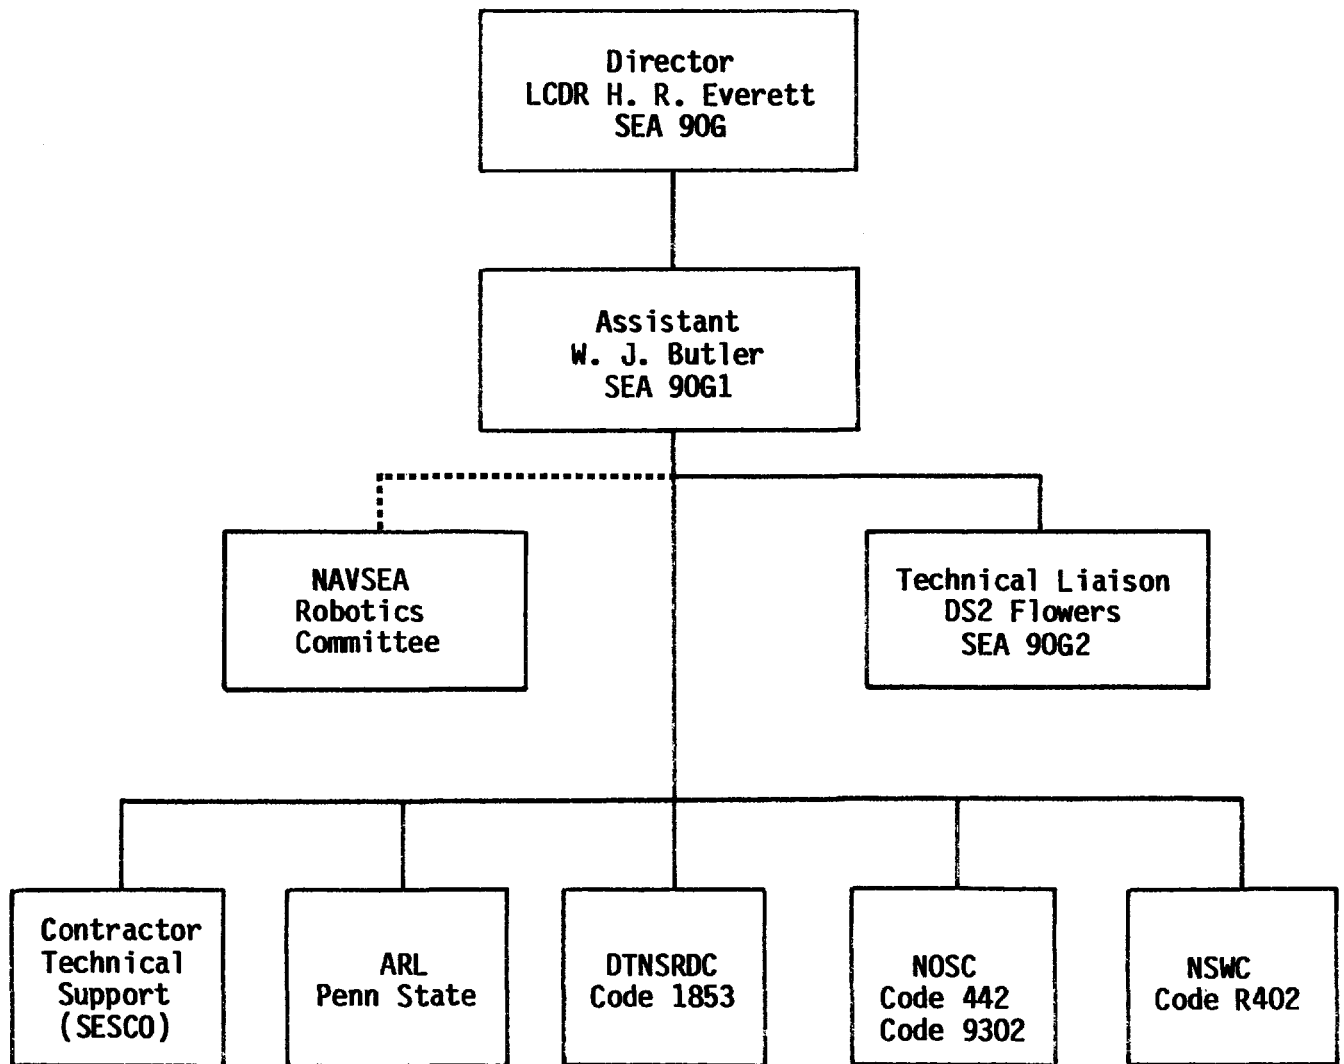 Director
LCDR H. R. Everett
SEA 90G
Assistant
W. J. Butler
SEA 90G1
NAVSEA
Robotics
Committee
Technical Liaison
DS2 Flowers
SEA 90G2
Contractor
Technical
Support
(SESCO)
ARL
Penn State
DTNSRDC
Code 1853
NOSC
Code 442
Code 9302
NSWC
Code R402